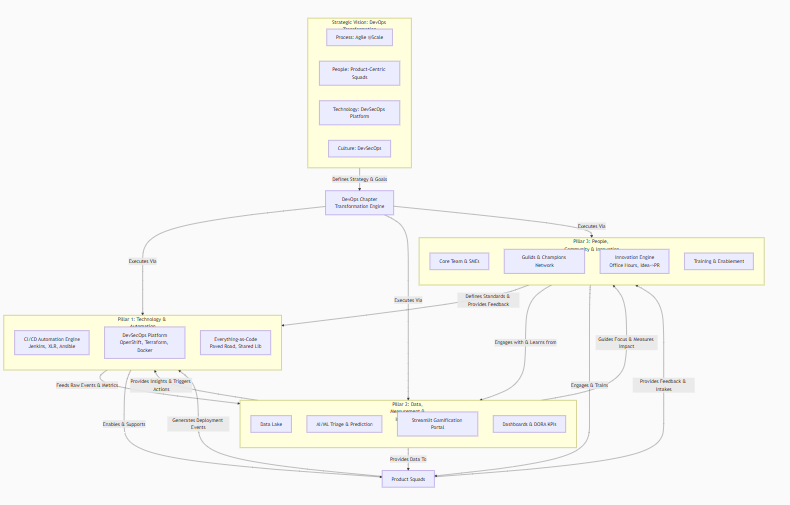 Strategic Vision: DevOps
Transformation
Process: Agile @Scale
People: Product-Centric
Squads
Technology: DevSecOps
Platform
Culture: DevSecOps
Defines Strategy & Goals
DevOps Chapter
Transformation Engine
Executes Via
Executes Via
Executes Via
Pillar 3: People,
Community & Innovation
Core Team & SMEs
Guilds & Champions
Network
Innovation Engine
Office Hours, Idea→PR
Training & Enablement
Defines Standards &
Provides Feedback
Pillar 1: Technology &
Automation
CI/CD Automation Engine
Jenkins, XLR, Ansible
DevSecOps Platform
OpenShift, Terraform,
Docker
Everything-as-Code
Paved Road, Shared Lib
Engages with & Learns from
Guides Focus & Measures
Impact
Feeds Raw Events & Metrics
Provides Insights & Triggers
Actions
Engages & Trains
Provides Feedback &
Intakes
Pillar 2: Data,
Measurement &
Data Lake
AI/ML Triage & Prediction
Streamlit Gamification
Portal
Dashboards & DORA KPIs
Enables & Supports
Generates Deployment
Events
Provides Data To
Product Squads